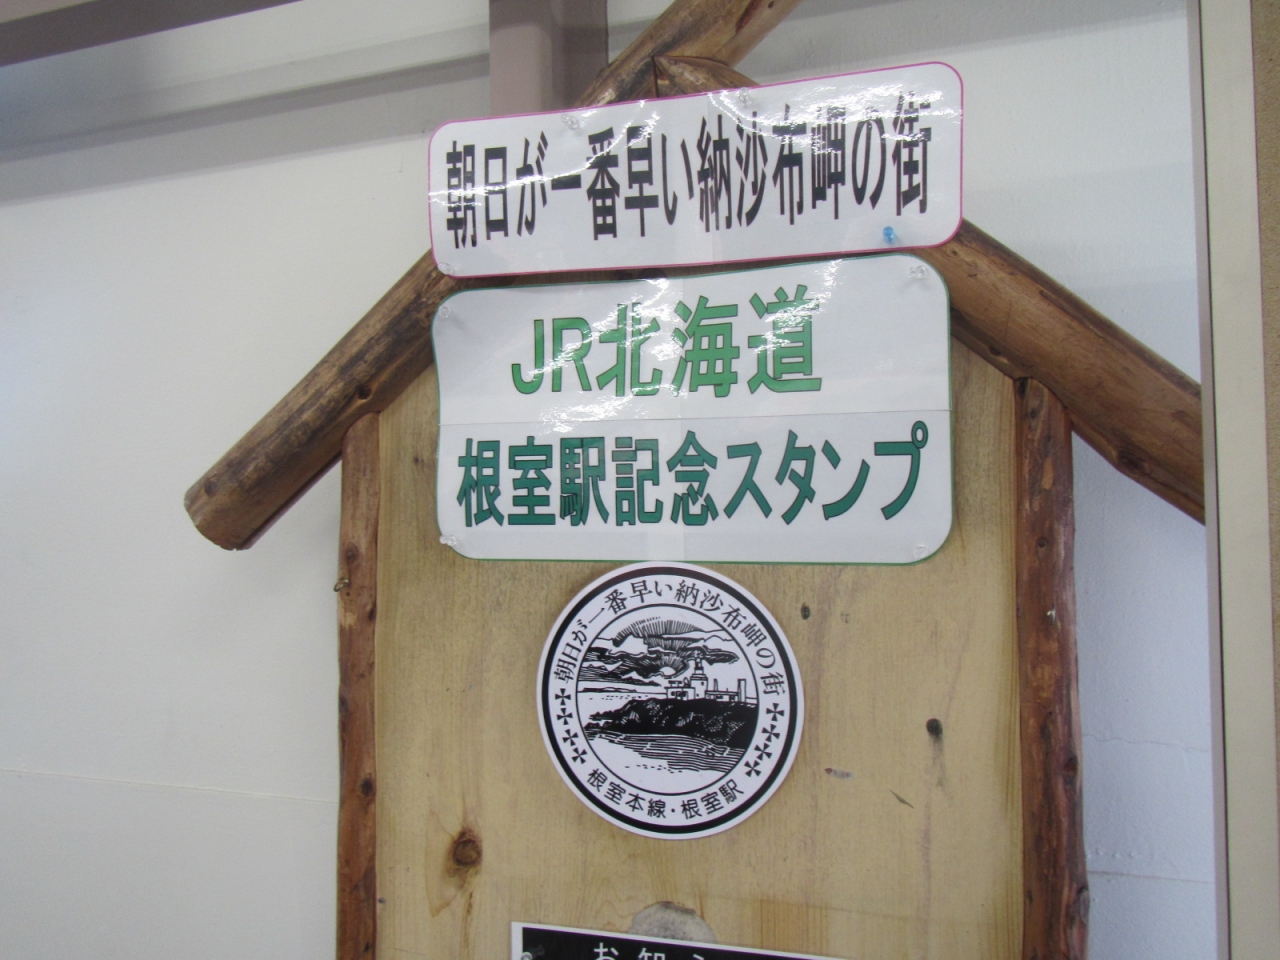 朝日が一番早い納沙布岬の街
JR北海道
根室駅記念スタンプ
朝日が一番早い納沙布岬の街
根室本線・根室駅